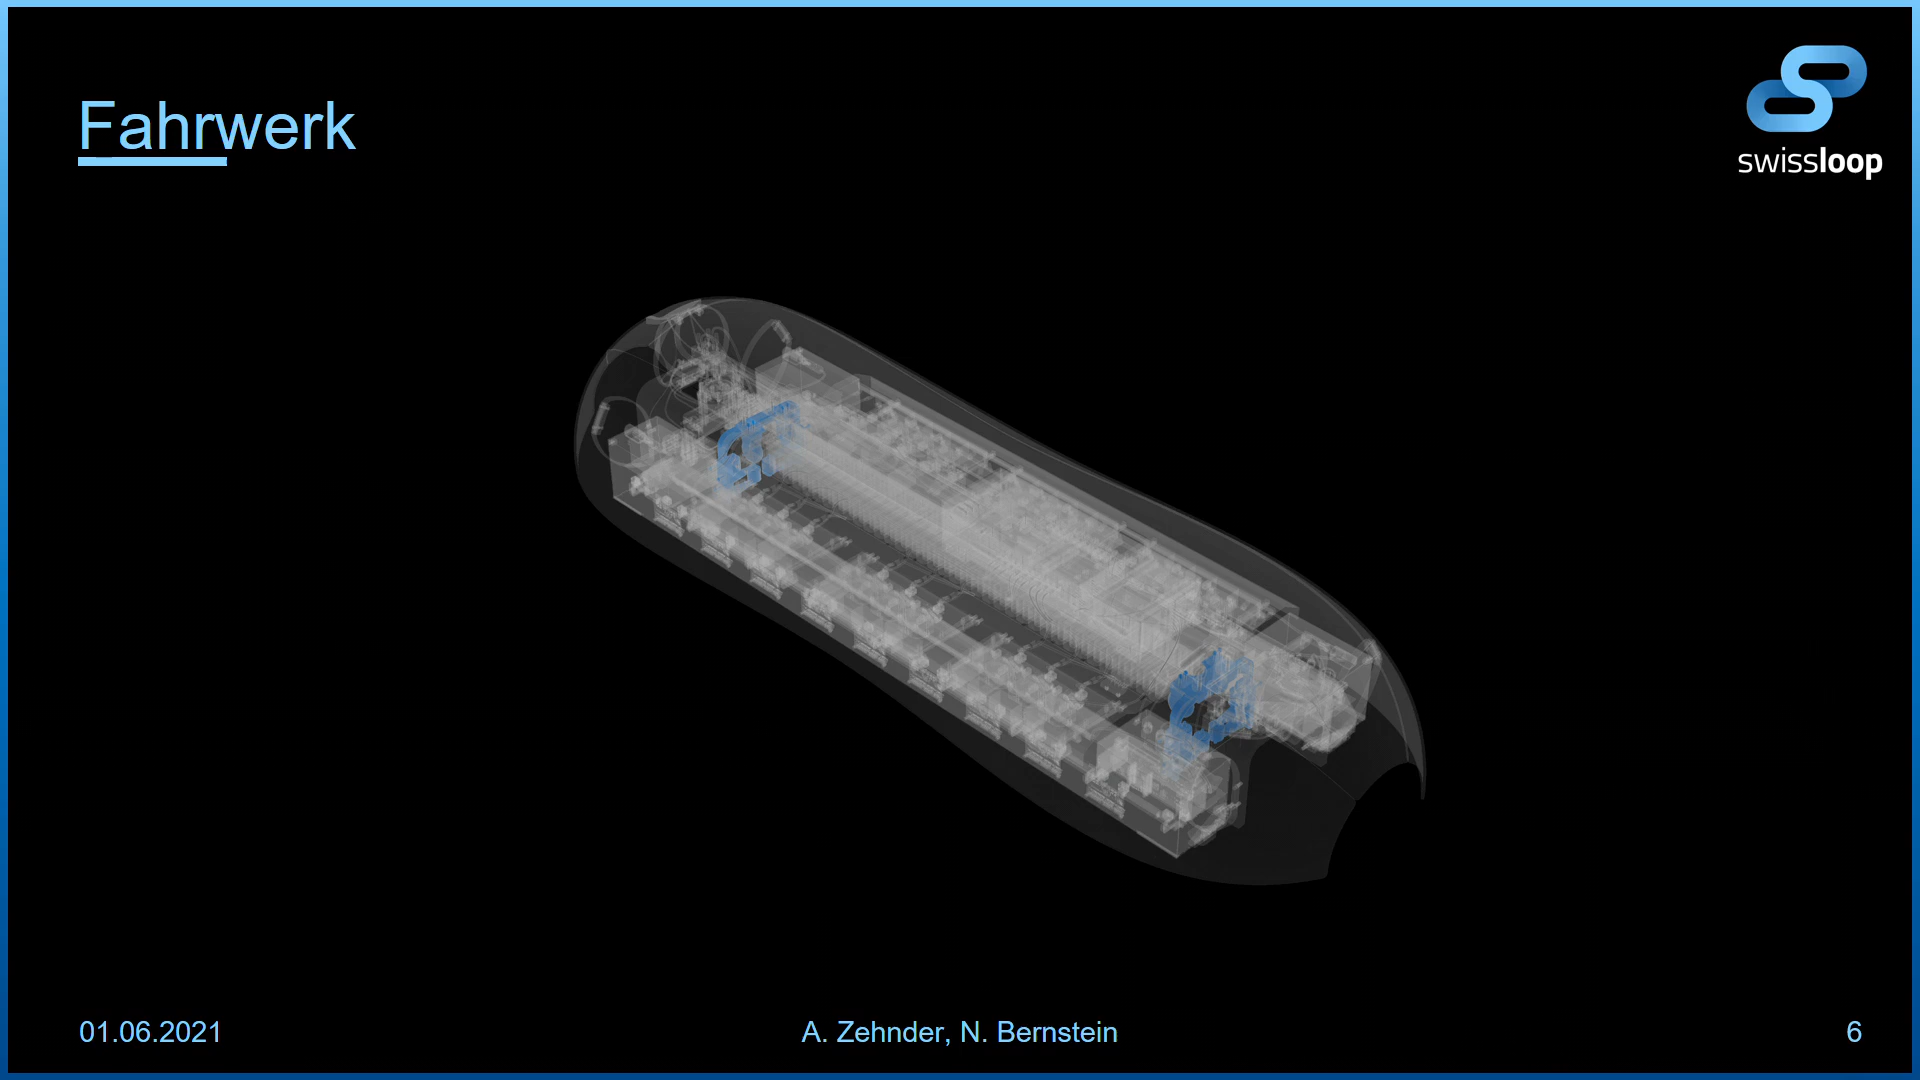 Fahrwerk
swissloop
01.06.2021
A. Zehnder, N. Bernstein
6